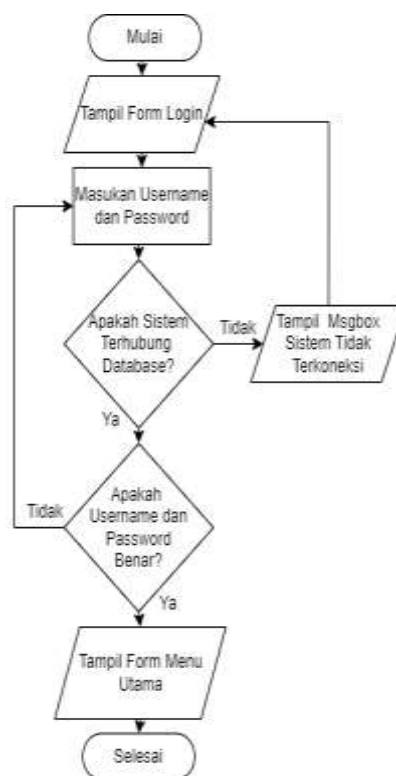 Mulai
Tampil Form Login
Masukan Username
dan Password
Apakah Sistem
Terhubung
Database?
Tidak
Tampil Msgbox
Sistem Tidak
Terkoneksi
Ya
Apakah
Username dan
Password
Benar?
Tidak
Ya
Tampil Form Menu
Utama
Selesai